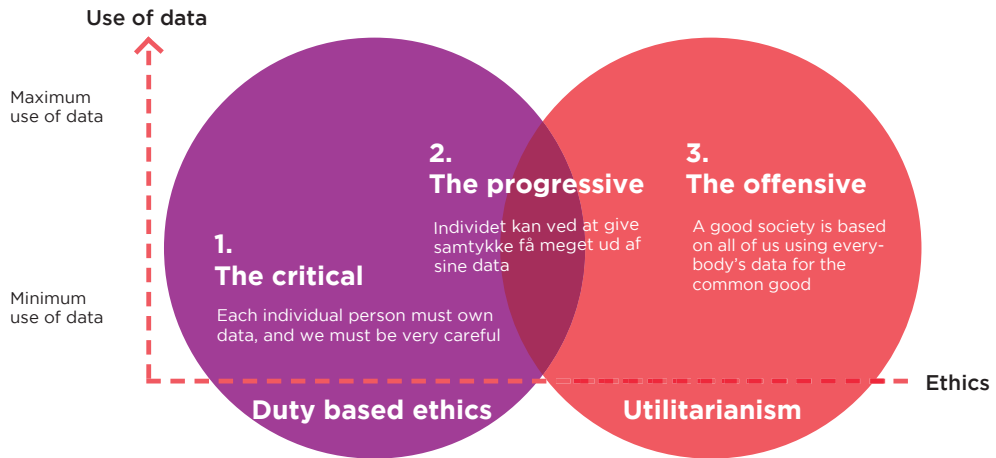 Use of data
Maximum
use of data
Minimum
use of data
1.
The critical
Each individual person must own
data, and we must be very careful
2.
The progressive
Individet kan ved at give
samtykke få meget ud af
sine data
3.
The offensive
A good society is based
on all of us using every-
body’s data for the
common good
Ethics
Duty based ethics
Utilitarianism